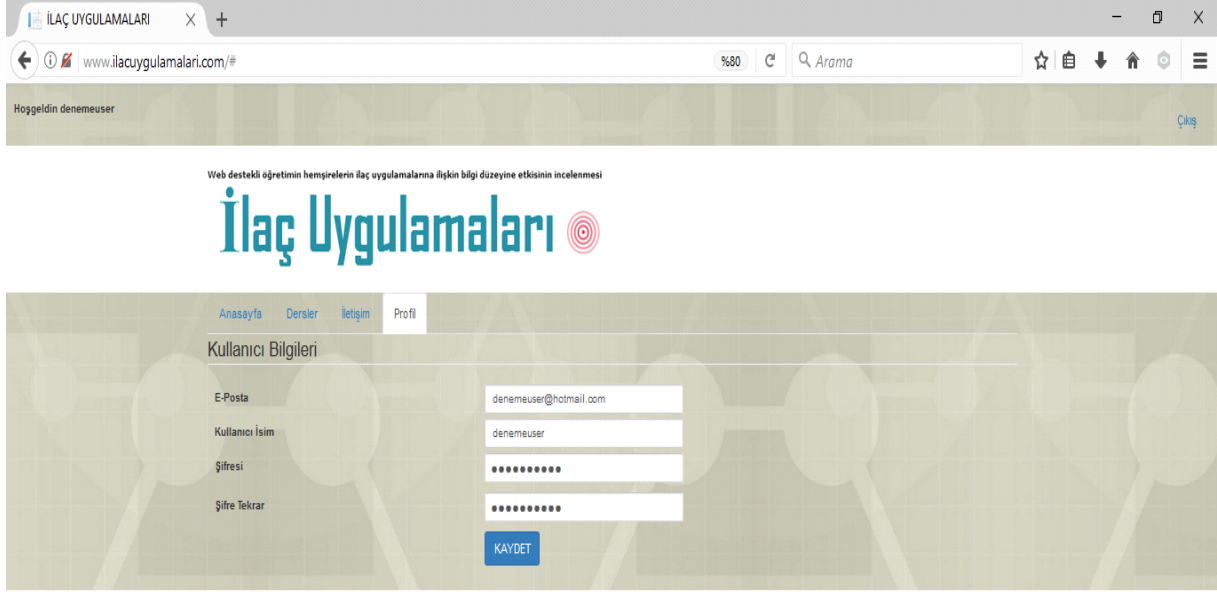 İLAÇ UYGULAMALARI
www.ilacuygulamalari.com/#
%80
Arama
Hoşgeldin denemeuser
Çıkış
Web destekli öğretimin hemşirelerin ilaç uygulamalarına ilişkin bilgi düzeyine etkisinin incelenmesi
İlaç Uygulamaları
Anasayfa Dersler İletişim Profil
Kullanıcı Bilgileri
E-Posta denemeuser@hotmail.com
Kullanıcı İsim denemeuser
Şifresi ●●●●●●●●●●
Şifre Tekrar ●●●●●●●●●●
KAYDET